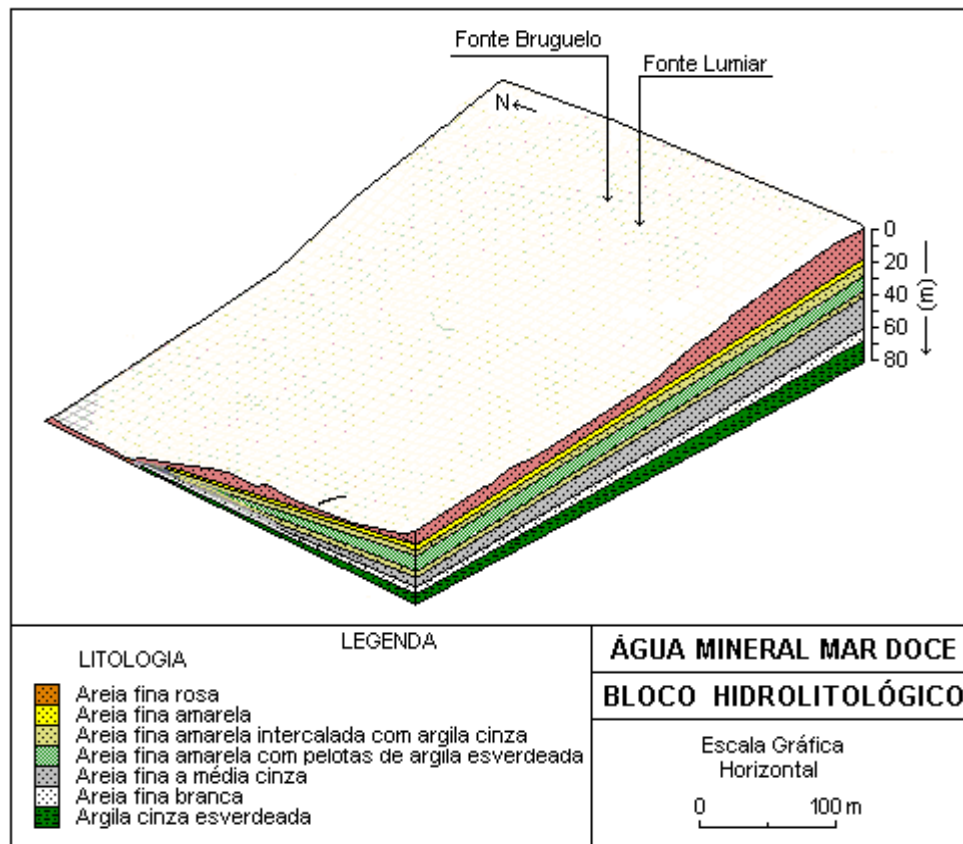 Fonte Bruguelo
Fonte Lumiar
N
0
20
40
60
80
(m)
LEGENDA
LITOLOGIA
Areia fina rosa
Areia fina amarela
Areia fina amarela intercalada com argila cinza
Areia fina amarela com pelotas de argila esverdeada
Areia fina a média cinza
Areia fina branca
Argila cinza esverdeada
ÁGUA MINERAL MAR DOCE
BLOCO HIDROLITOLÓGICO
Escala Gráfica
Horizontal
0 100 m